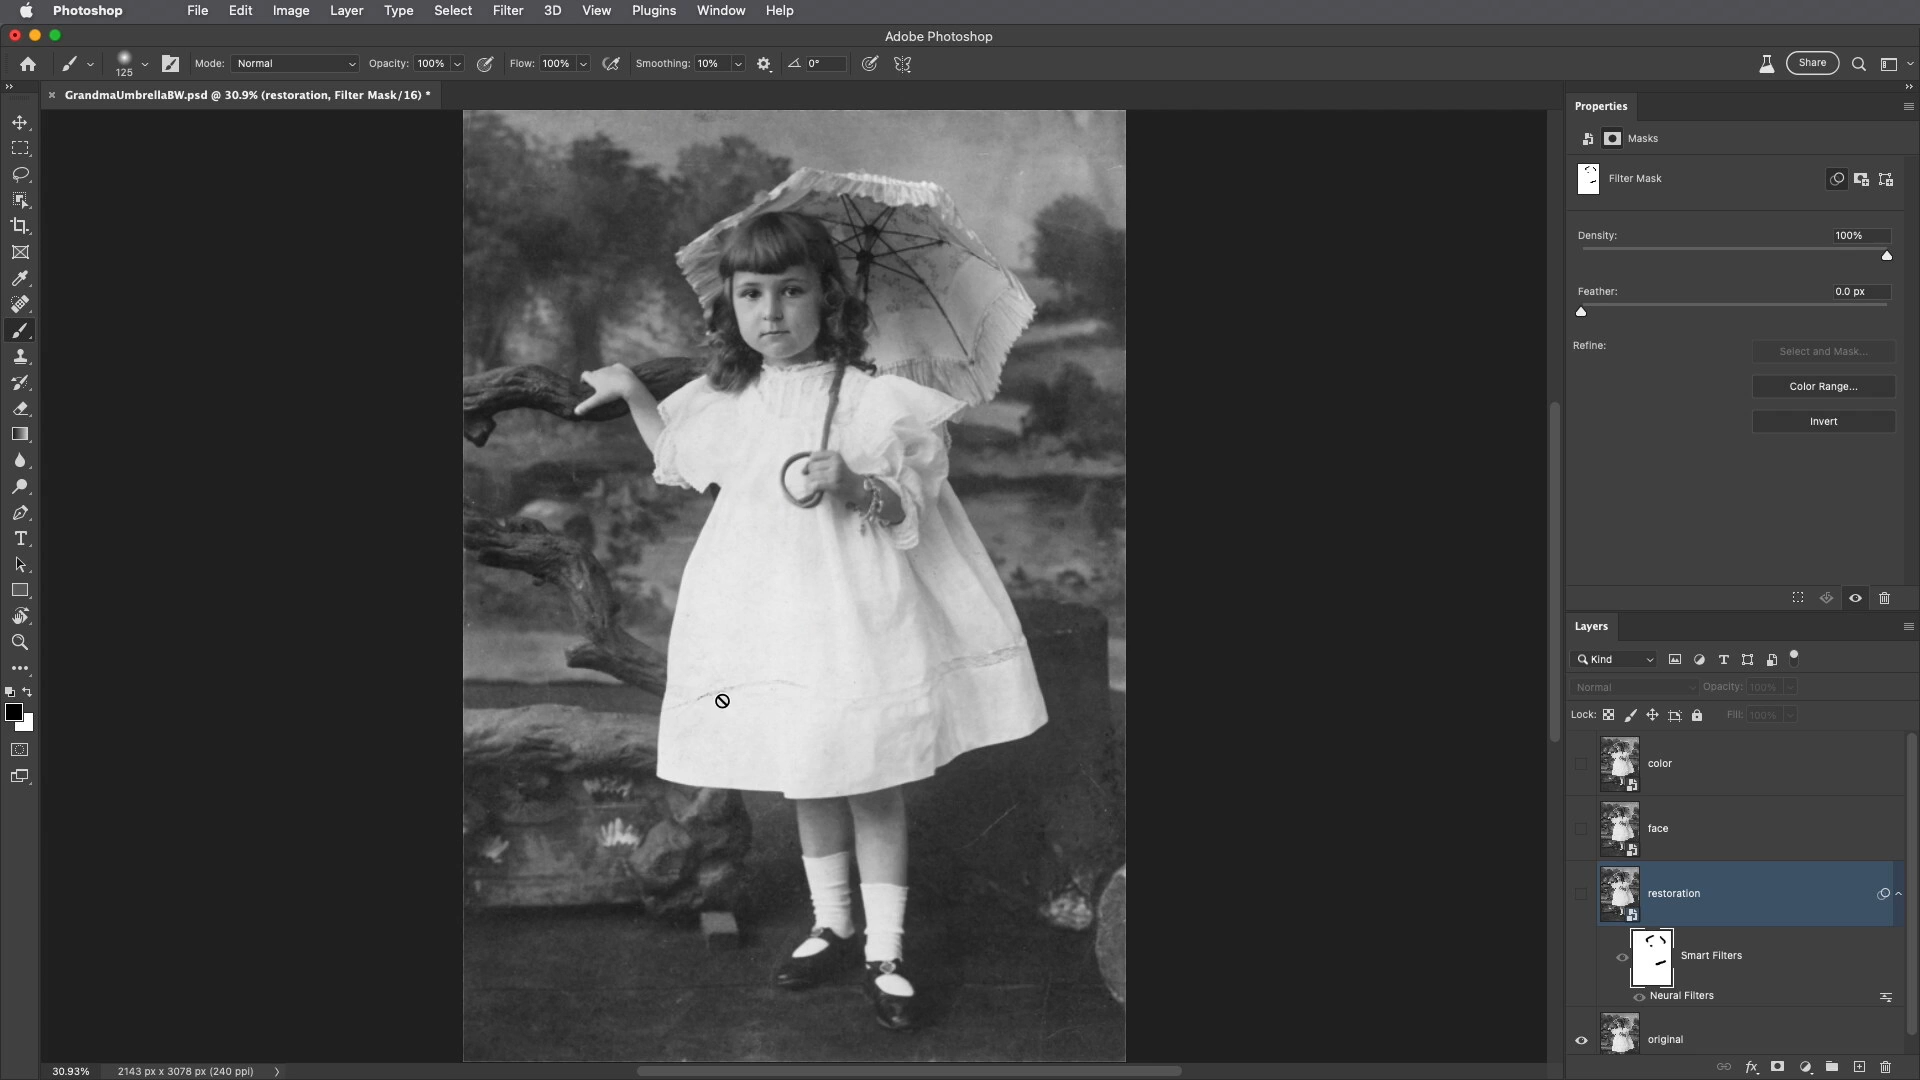 Photoshop File Edit Image Layer Type Select Filter 3D View Plugins Window Help
Adobe Photoshop
125 Mode: Normal Opacity: 100% Flow: 100% Smoothing: 10% 0° Share
GrandmaUmbrellaBW.psd @ 30.9% (restoration, Filter Mask/16) *
Properties
Masks
Filter Mask
Density: 100%
Feather: 0.0 px
Refine:
Select and Mask...
Color Range...
Invert
Layers
Kind
Normal Opacity: 100%
Lock: Fill: 100%
color
face
restoration
Smart Filters
Neural Filters
original
30.93% 2143 px x 3078 px (240 ppi)